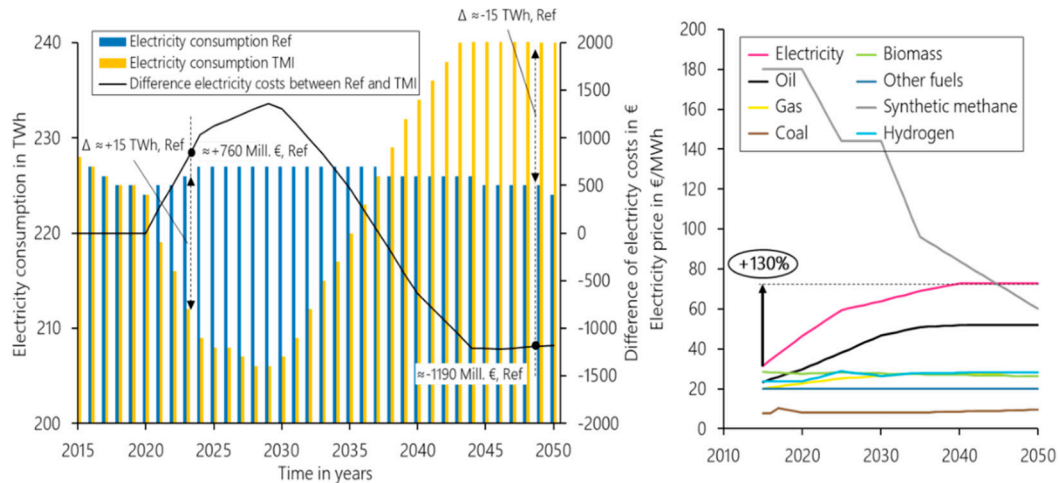 Δ ≈-15 TWh, Ref
240
230
220
210
200
Electricity consumption in TWh
Electricity consumption Ref
Electricity consumption TMI
Difference electricity costs between Ref and TMI
Δ ≈+15 TWh, Ref
≈+760 Mill. €, Ref
≈-1190 Mill. €, Ref
2000
1500
1000
500
0
-500
-1000
-1500
-2000
Difference of electricty costs in €
2015 2020 2025 2030 2035 2040 2045 2050
Time in years
200
180
160
140
120
100
80
60
40
20
0
Electricity price in €/MWh
Electricity
Oil
Gas
Coal
Biomass
Other fuels
Synthetic methane
Hydrogen
+130%
2010 2020 2030 2040 2050